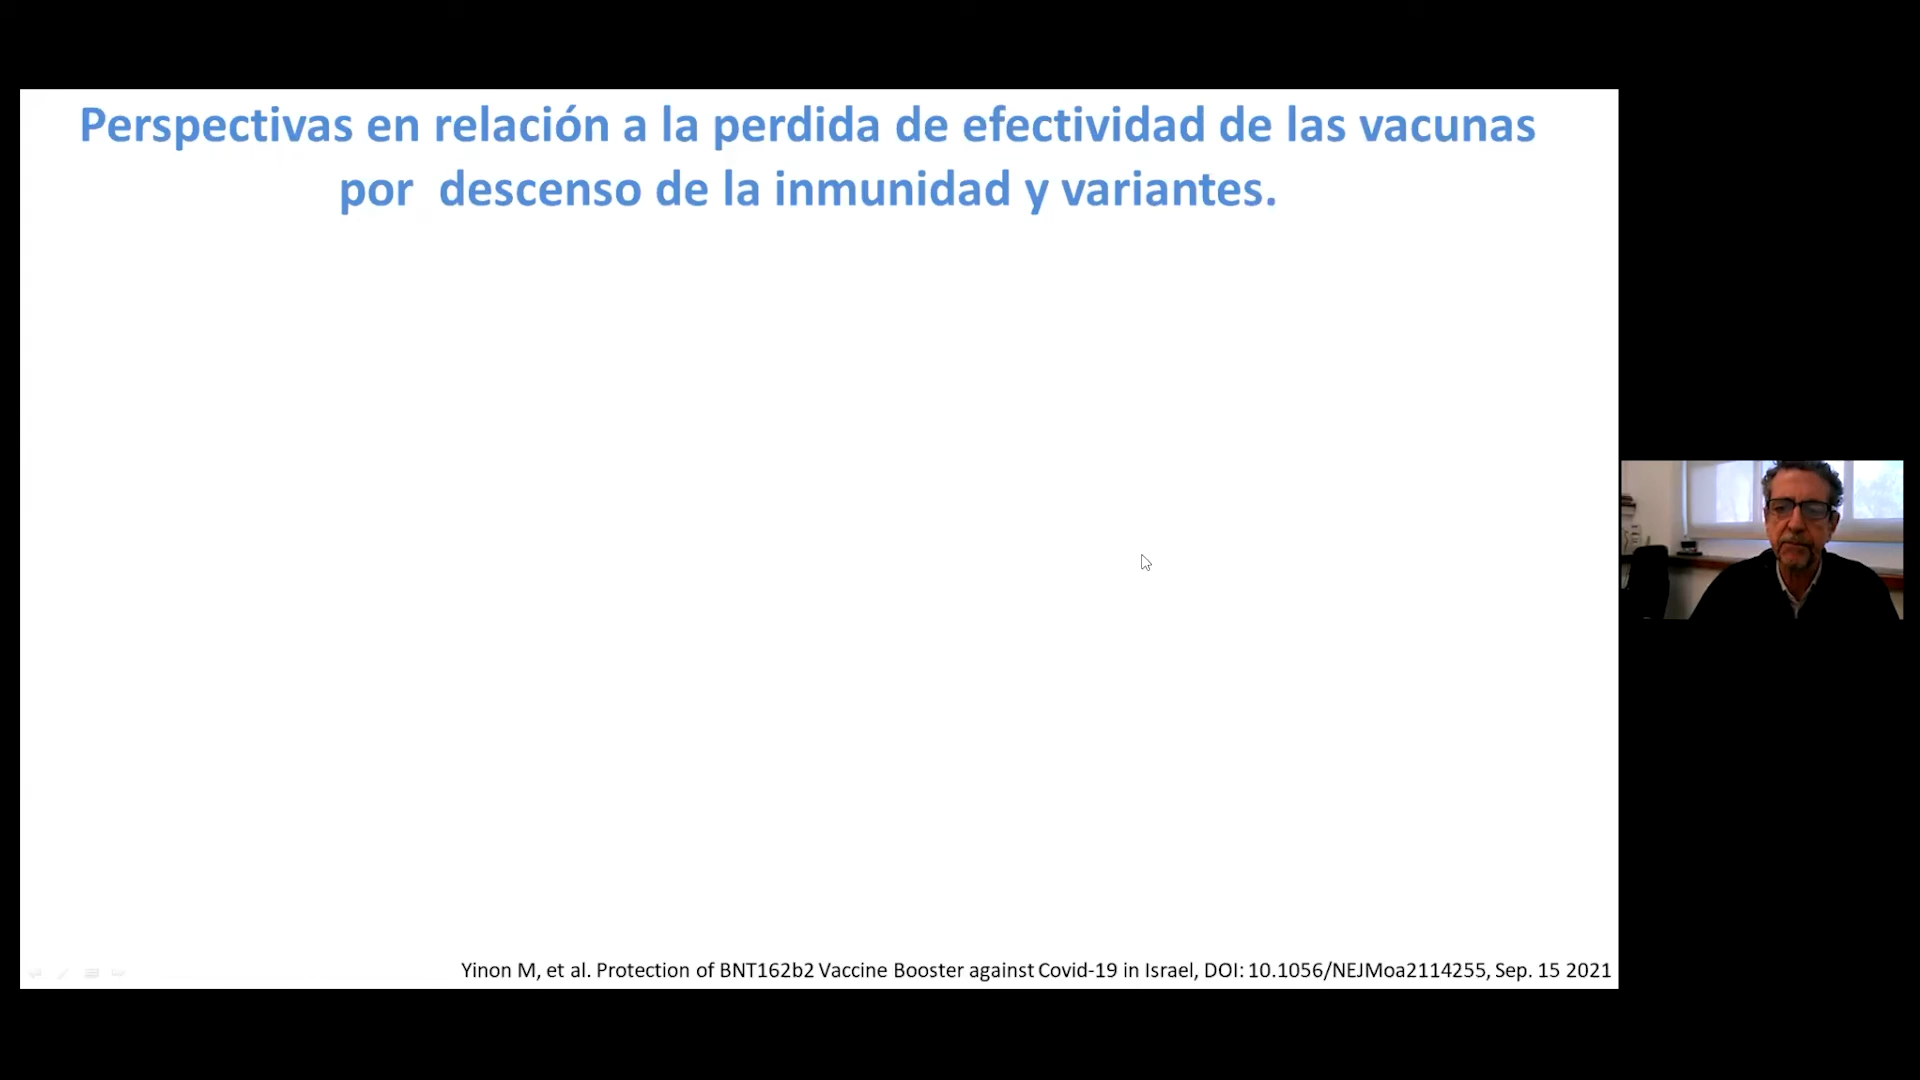 Perspectivas en relación a la perdida de efectividad de las vacunas
por  descenso de la inmunidad y variantes.
Yinon M, et al. Protection of BNT162b2 Vaccine Booster against Covid-19 in Israel, DOI: 10.1056/NEJMoa2114255, Sep. 15 2021